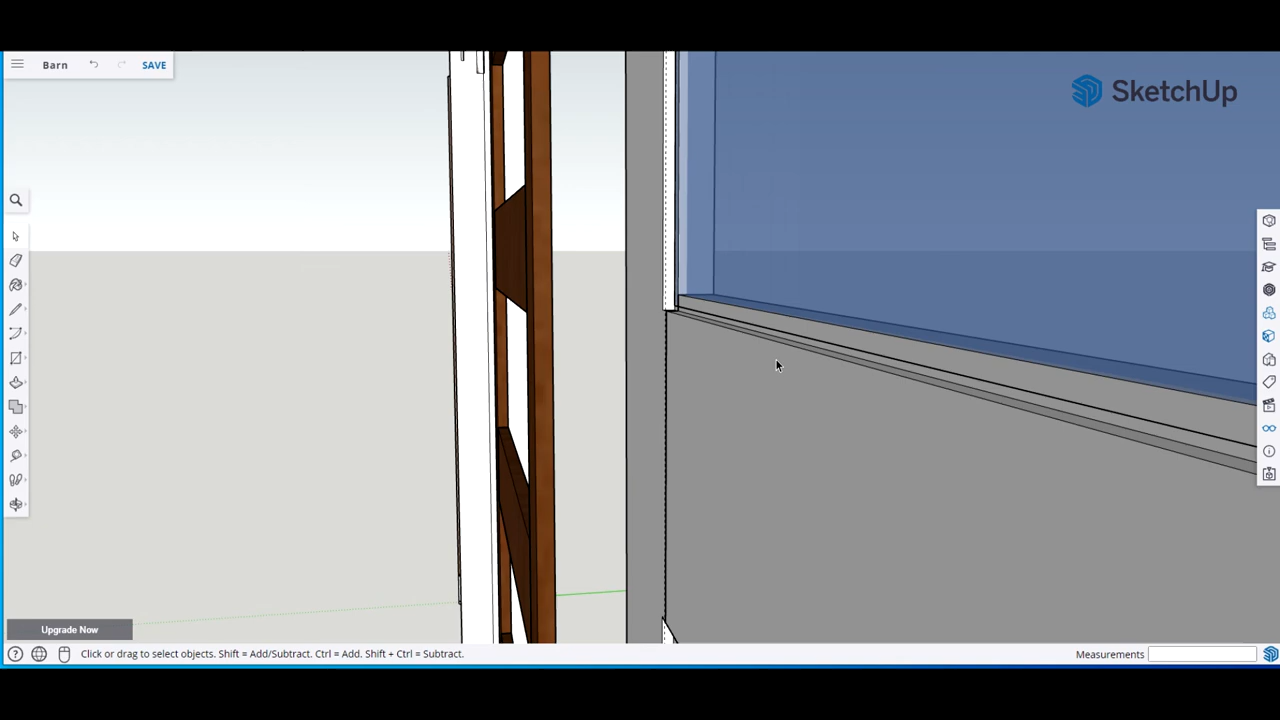 Barn
SAVE
SketchUp
Upgrade Now
Click or drag to select objects. Shift = Add/Subtract. Ctrl = Add. Shift + Ctrl = Subtract.
Measurements